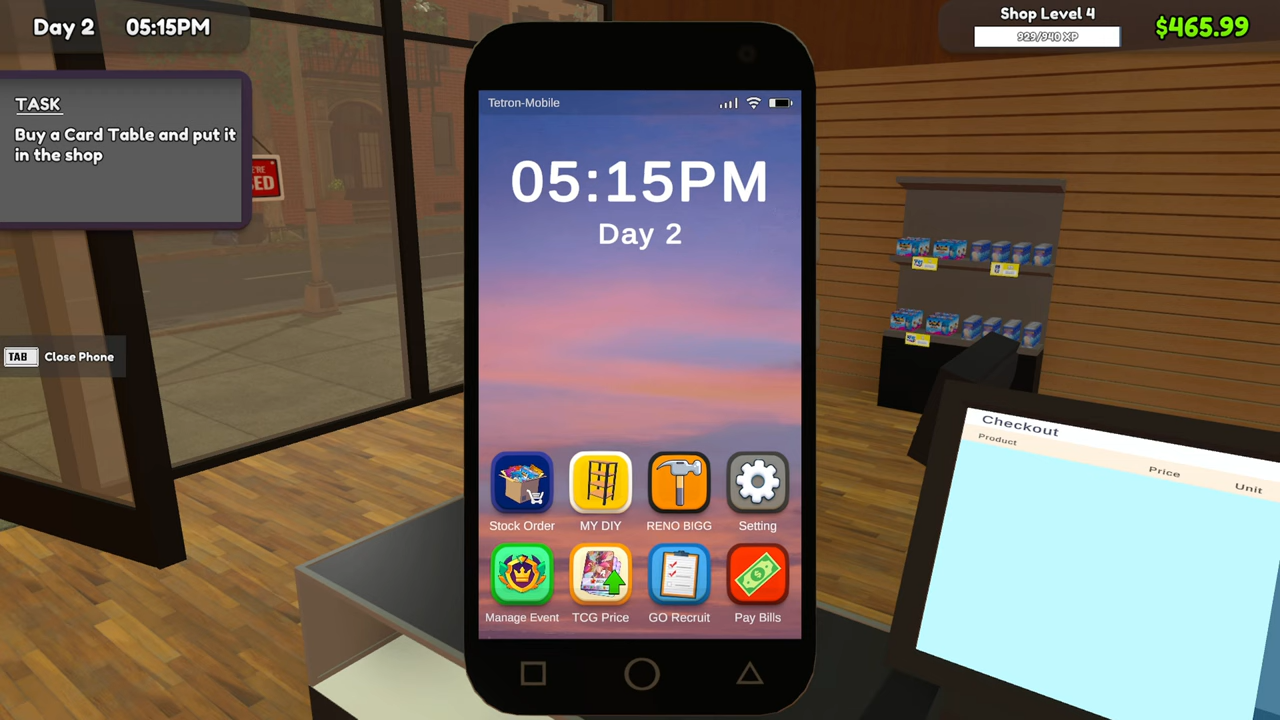 Day 2 05:15PM
Shop Level 4
929/940 XP
$465.99
TASK
Buy a Card Table and put it
in the shop
TAB Close Phone
Tetron-Mobile
05:15PM
Day 2
Stock Order MY DIY RENO BIGG Setting
Manage Event TCG Price GO Recruit Pay Bills
Checkout
Product Price Unit